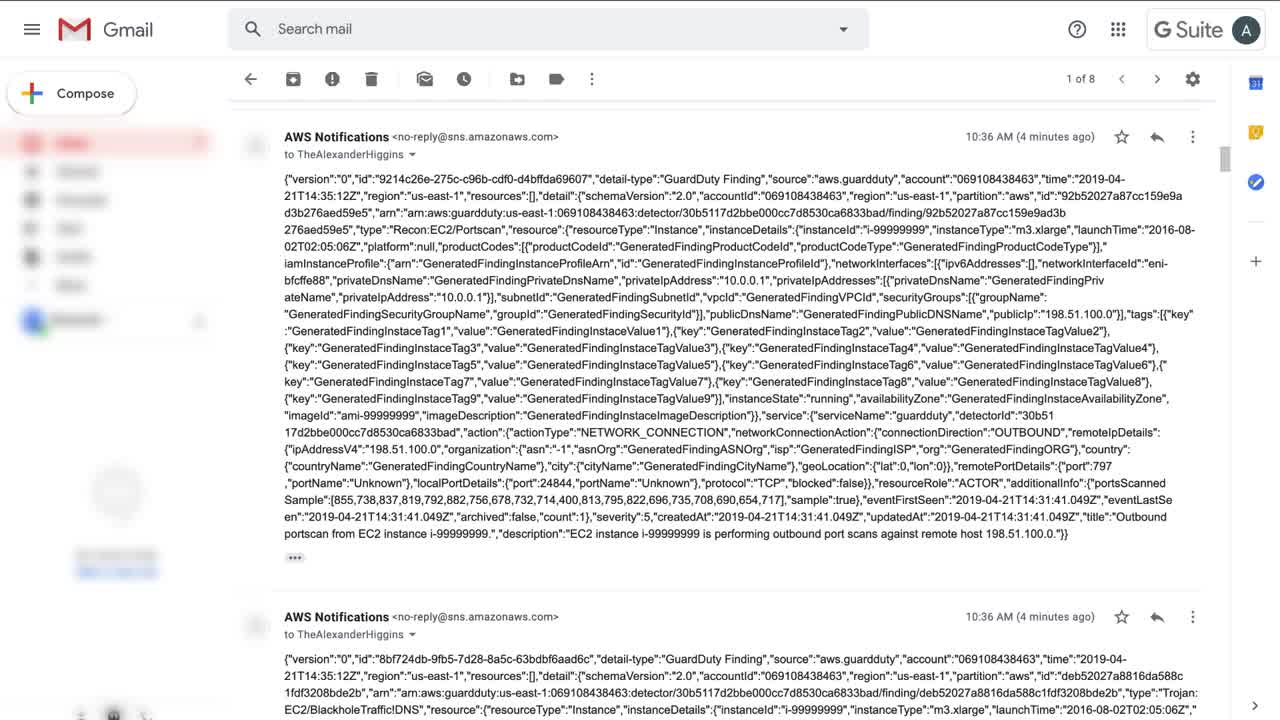 Gmail
Search mail
G Suite
A
Compose
1 of 8
31
AWS Notifications <no-reply@sns.amazonaws.com>
10:36 AM (4 minutes ago)
to TheAlexanderHiggins
{"version":"0","id":"9214c26e-275c-c96b-cdf0-d4bffda69607","detail-type":"GuardDuty Finding","source":"aws.guardduty","account":"069108438463","time":"2019-04-
21T14:35:12Z","region":"us-east-1","resources":[],"detail":{"schemaVersion":"2.0","accountId":"069108438463","region":"us-east-1","partition":"aws","id":"92b52027a87cc159e9a
d3b276aed59e5","arn":"arn:aws:guardduty:us-east-1:069108438463:detector/30b5117d2bbe000cc7d8530ca6833bad/finding/92b52027a87cc159e9ad3b
276aed59e5","type":"Recon:EC2/Portscan","resource":{"resourceType":"Instance","instanceDetails":{"instanceId":"i-99999999","instanceType":"m3.xlarge","launchTime":"2016-08-
02T02:05:06Z","platform":null,"productCodes":[{"productCodeId":"GeneratedFindingProductCodeId","productCodeType":"GeneratedFindingProductCodeType"}],"
iamInstanceProfile":{"arn":"GeneratedFindingInstanceProfileArn","id":"GeneratedFindingInstanceProfileId"},"networkInterfaces":[{"ipv6Addresses":[],"networkInterfaceId":"eni-
bfcffe88","privateDnsName":"GeneratedFindingPrivateDnsName","privateIpAddress":"10.0.0.1","privateIpAddresses":[{"privateDnsName":"GeneratedFindingPriv
ateName","privateIpAddress":"10.0.0.1"}],"subnetId":"GeneratedFindingSubnetId","vpcId":"GeneratedFindingVPCId","securityGroups":[{"groupName":
"GeneratedFindingSecurityGroupName","groupId":"GeneratedFindingSecurityId"}],"publicDnsName":"GeneratedFindingPublicDNSName","publicIp":"198.51.100.0"}],"tags":[{"key"
:"GeneratedFindingInstaceTag1","value":"GeneratedFindingInstaceValue1"},{"key":"GeneratedFindingInstaceTag2","value":"GeneratedFindingInstaceTagValue2"},
{"key":"GeneratedFindingInstaceTag3","value":"GeneratedFindingInstaceTagValue3"},{"key":"GeneratedFindingInstaceTag4","value":"GeneratedFindingInstaceTagValue4"},
{"key":"GeneratedFindingInstaceTag5","value":"GeneratedFindingInstaceTagValue5"},{"key":"GeneratedFindingInstaceTag6","value":"GeneratedFindingInstaceTagValue6"},{"
key":"GeneratedFindingInstaceTag7","value":"GeneratedFindingInstaceTagValue7"},{"key":"GeneratedFindingInstaceTag8","value":"GeneratedFindingInstaceTagValue8"},
{"key":"GeneratedFindingInstaceTag9","value":"GeneratedFindingInstaceTagValue9"}],"instanceState":"running","availabilityZone":"GeneratedFindingInstaceAvailabilityZone",
"imageId":"ami-99999999","imageDescription":"GeneratedFindingInstaceImageDescription"}},"service":{"serviceName":"guardduty","detectorId":"30b51
17d2bbe000cc7d8530ca6833bad","action":{"actionType":"NETWORK_CONNECTION","networkConnectionAction":{"connectionDirection":"OUTBOUND","remoteIpDetails":
{"ipAddressV4":"198.51.100.0","organization":{"asn":"-1","asnOrg":"GeneratedFindingASNOrg","isp":"GeneratedFindingISP","org":"GeneratedFindingORG"},"country":
{"countryName":"GeneratedFindingCountryName"},"city":{"cityName":"GeneratedFindingCityName"},"geoLocation":{"lat":0,"lon":0}},"remotePortDetails":{"port":797
,"portName":"Unknown"},"localPortDetails":{"port":24844,"portName":"Unknown"},"protocol":"TCP","blocked":false}},"resourceRole":"ACTOR","additionalInfo":{"portsScanned
Sample":[855,738,837,819,792,882,756,678,732,714,400,813,795,822,696,735,708,690,654,717],"sample":true},"eventFirstSeen":"2019-04-21T14:31:41.049Z","eventLastSe
en":"2019-04-21T14:31:41.049Z","archived":false,"count":1},"severity":5,"createdAt":"2019-04-21T14:31:41.049Z","updatedAt":"2019-04-21T14:31:41.049Z","title":"Outbound
portscan from EC2 instance i-99999999.","description":"EC2 instance i-99999999 is performing outbound port scans against remote host 198.51.100.0."}}
AWS Notifications <no-reply@sns.amazonaws.com>
10:36 AM (4 minutes ago)
to TheAlexanderHiggins
{"version":"0","id":"8bf724db-9fb5-7d28-8a5c-63bdbf6aad6c","detail-type":"GuardDuty Finding","source":"aws.guardduty","account":"069108438463","time":"2019-04-
21T14:35:12Z","region":"us-east-1","resources":[],"detail":{"schemaVersion":"2.0","accountId":"069108438463","region":"us-east-1","partition":"aws","id":"deb52027a8816da588c
1fdf3208bde2b","arn":"arn:aws:guardduty:us-east-1:069108438463:detector/30b5117d2bbe000cc7d8530ca6833bad/finding/deb52027a8816da588c1fdf3208bde2b","type":"Trojan:
EC2/BlackholeTraffic!DNS","resource":{"resourceType":"Instance","instanceDetails":{"instanceId":"i-99999999","instanceType":"m3.xlarge","launchTime":"2016-08-02T02:05:06Z","